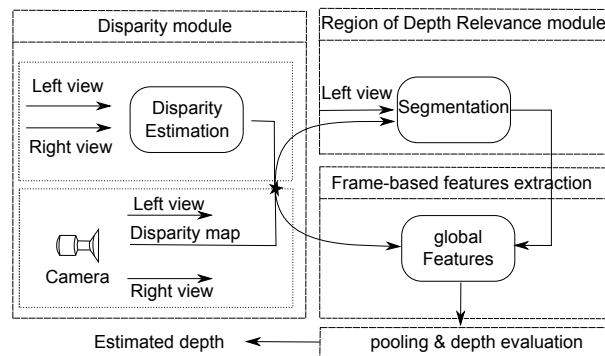 Disparity module
Left view
Right view
Disparity
Estimation
Left view
Disparity map
Camera
Right view
Region of Depth Relevance module
Left view
Segmentation
Frame-based features extraction
global
Features
pooling & depth evaluation
Estimated depth